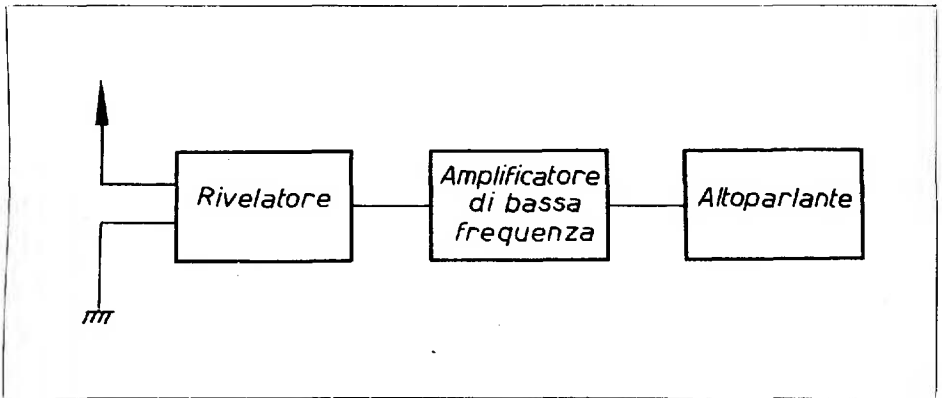 Rivelatore
Amplificatore
di bassa
frequenza
Altoparlante